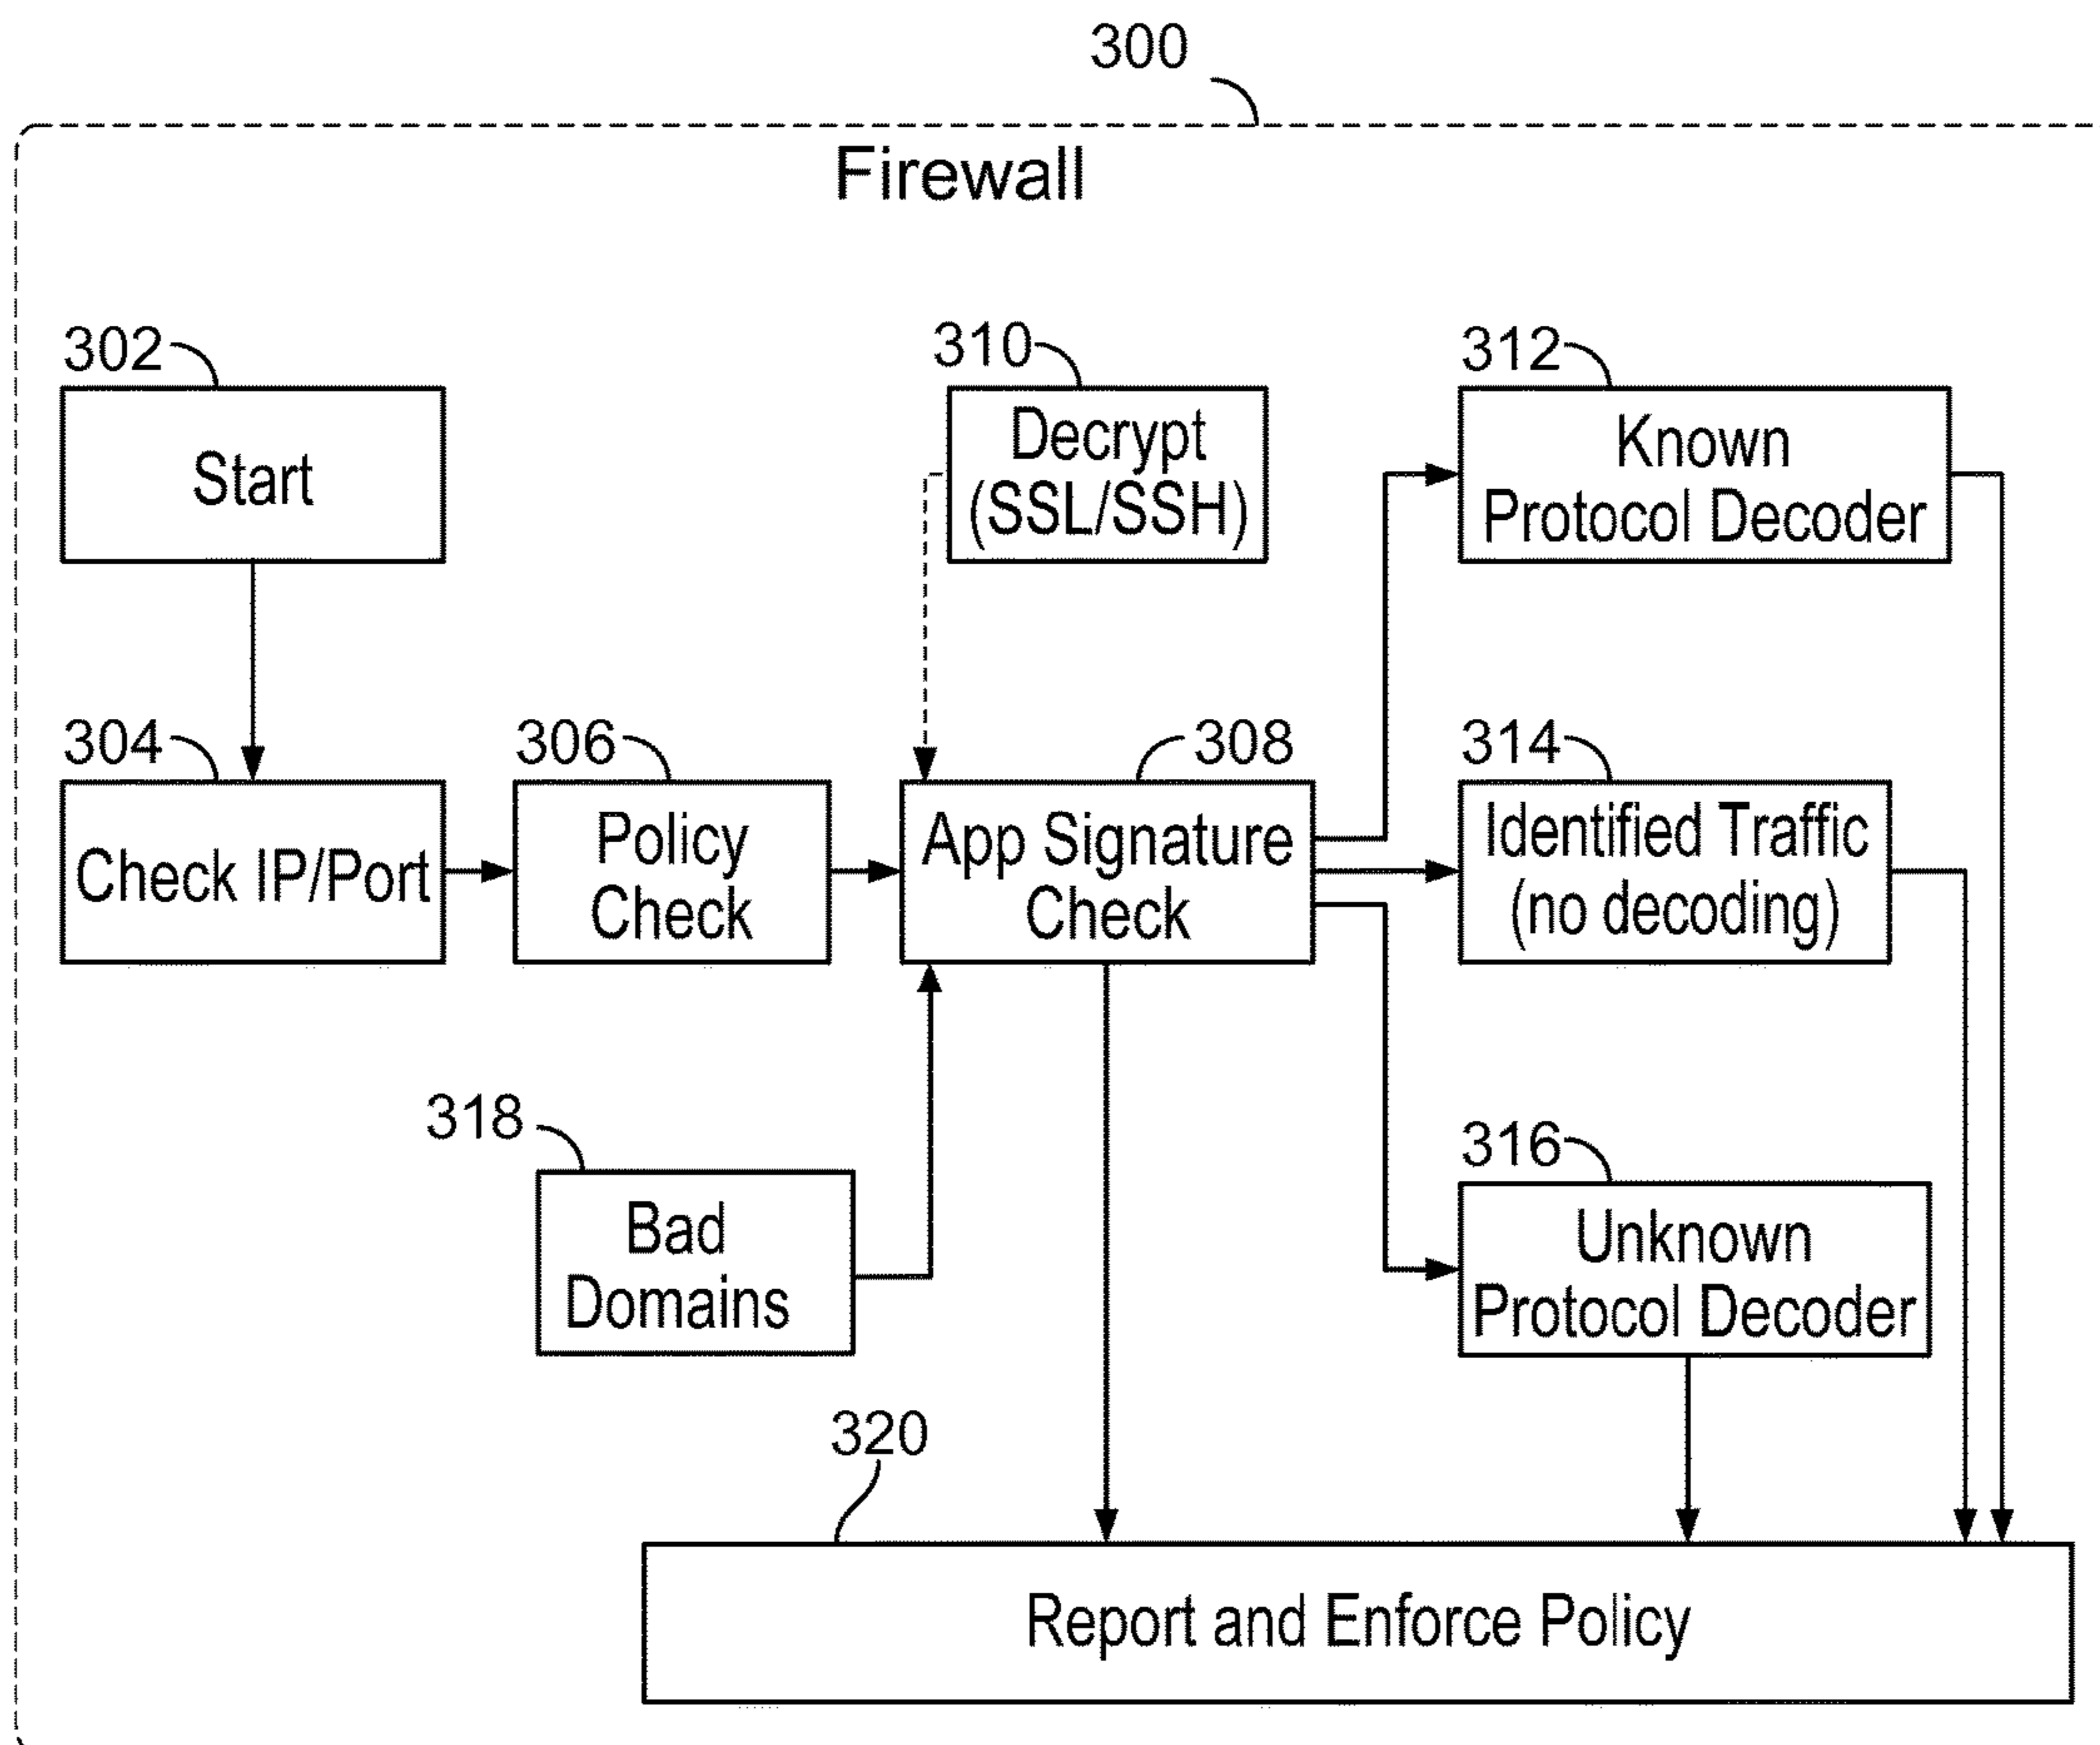 300
Firewall
302
Start
310
Decrypt
(SSL/SSH)
312
Known
Protocol Decoder
304
Check IP/Port
306
Policy
Check
308
App Signature
Check
314
Identified Traffic
(no decoding)
318
Bad
Domains
316
Unknown
Protocol Decoder
320
Report and Enforce Policy